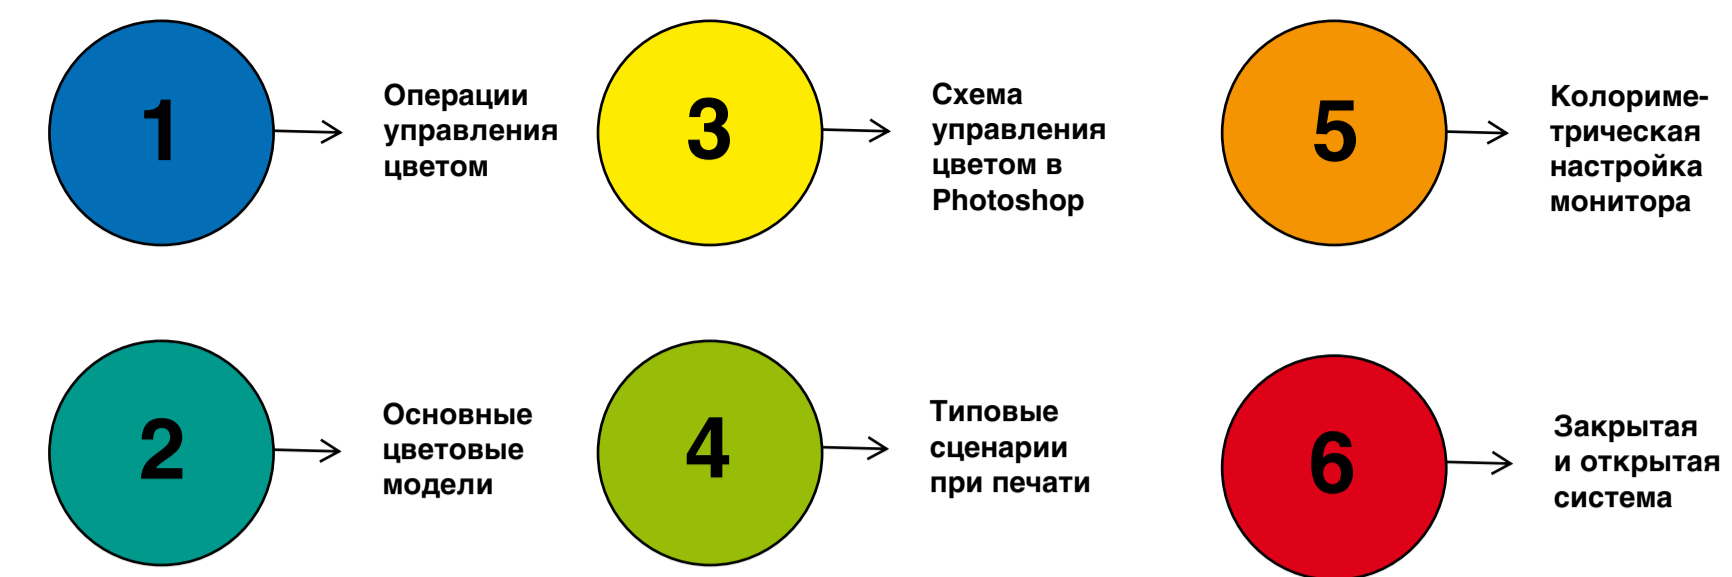 1
Операции
управления
цветом
2
Основные
цветовые
модели
3
Схема
управления
цветом в
Photoshop
4
Типовые
сценарии
при печати
5
Колориме-
трическая
настройка
монитора
6
Закрытая
и открытая
система